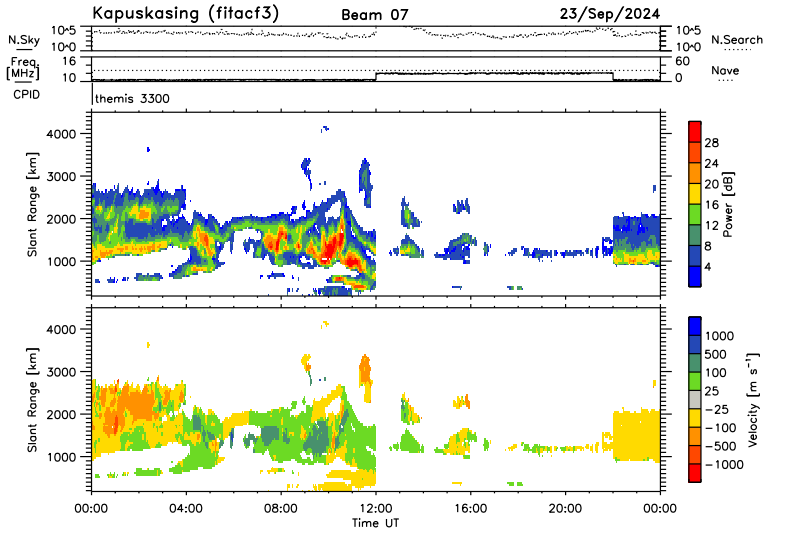 Kapuskasing (fitacf3) Beam 07 23/Sep/2024
N.Sky 10^5 10^0 10^5 10^0 N.Search
Freq. [MHz] 16 10 60 0 Nave
CPID themis 3300
Slant Range [km] 4000 3000 2000 1000
28 24 20 16 12 8 4 Power [dB]
Slant Range [km] 4000 3000 2000 1000
1000 500 100 25 −25 −100 −500 −1000 Velocity [m s⁻¹]
00:00 04:00 08:00 12:00 16:00 20:00 00:00
Time UT